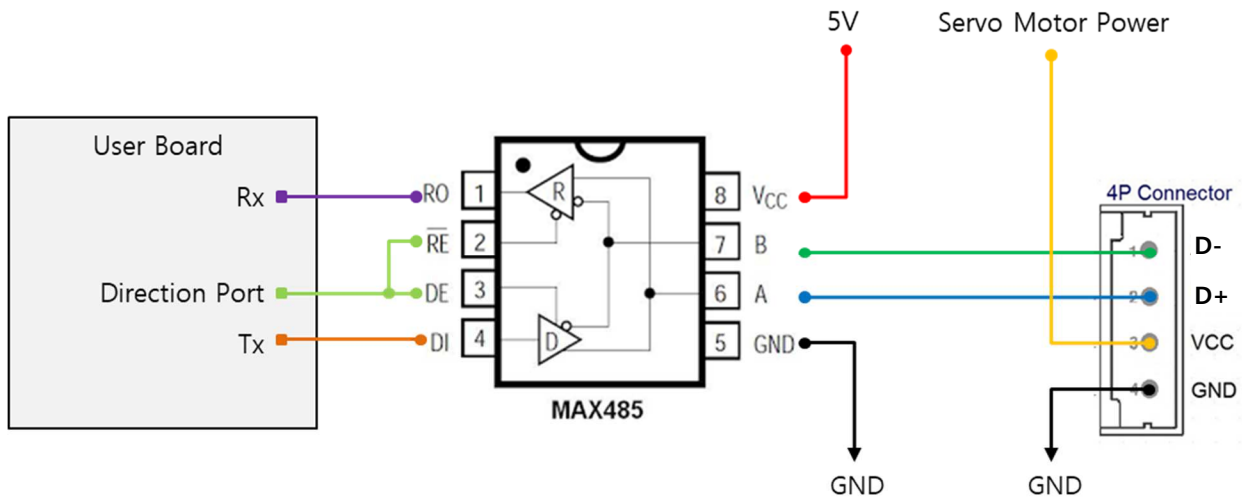 5V
Servo Motor Power
User Board
Rx
RO
1
R
8
VCC
4P Connector
RE
2
7
B
1
D-
Direction Port
DE
3
6
A
2
D+
Tx
DI
4
D
5
GND
3
VCC
4
GND
MAX485
GND
GND